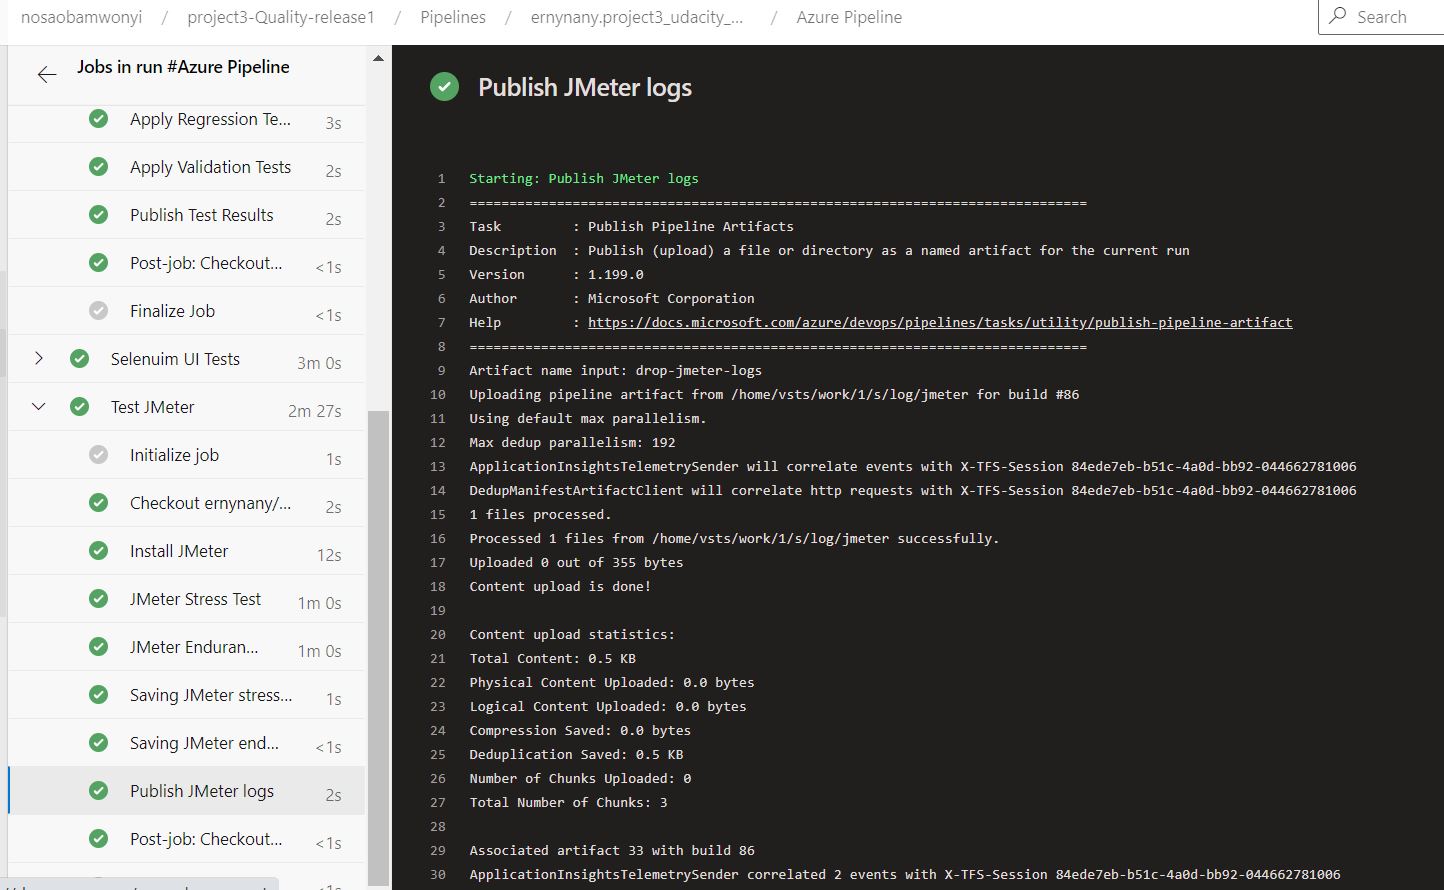 nosaobamwonyi / project3-Quality-release1 / Pipelines / ernynany.project3_udacity_... / Azure Pipeline
Search
Jobs in run #Azure Pipeline
Apply Regression Te... 3s
Apply Validation Tests 2s
Publish Test Results 2s
Post-job: Checkout... <1s
Finalize Job <1s
Selenuim UI Tests 3m 0s
Test JMeter 2m 27s
Initialize job 1s
Checkout ernynany/... 2s
Install JMeter 12s
JMeter Stress Test 1m 0s
JMeter Enduran... 1m 0s
Saving JMeter stress... 1s
Saving JMeter end... <1s
Publish JMeter logs 2s
Post-job: Checkout... <1s
<1s
Publish JMeter logs
1 Starting: Publish JMeter logs
2 ==============================================================================
3 Task         : Publish Pipeline Artifacts
4 Description  : Publish (upload) a file or directory as a named artifact for the current run
5 Version      : 1.199.0
6 Author       : Microsoft Corporation
7 Help         : https://docs.microsoft.com/azure/devops/pipelines/tasks/utility/publish-pipeline-artifact
8 ==============================================================================
9 Artifact name input: drop-jmeter-logs
10 Uploading pipeline artifact from /home/vsts/work/1/s/log/jmeter for build #86
11 Using default max parallelism.
12 Max dedup parallelism: 192
13 ApplicationInsightsTelemetrySender will correlate events with X-TFS-Session 84ede7eb-b51c-4a0d-bb92-044662781006
14 DedupManifestArtifactClient will correlate http requests with X-TFS-Session 84ede7eb-b51c-4a0d-bb92-044662781006
15 1 files processed.
16 Processed 1 files from /home/vsts/work/1/s/log/jmeter successfully.
17 Uploaded 0 out of 355 bytes
18 Content upload is done!
19
20 Content upload statistics:
21 Total Content: 0.5 KB
22 Physical Content Uploaded: 0.0 bytes
23 Logical Content Uploaded: 0.0 bytes
24 Compression Saved: 0.0 bytes
25 Deduplication Saved: 0.5 KB
26 Number of Chunks Uploaded: 0
27 Total Number of Chunks: 3
28
29 Associated artifact 33 with build 86
30 ApplicationInsightsTelemetrySender correlated 2 events with X-TFS-Session 84ede7eb-b51c-4a0d-bb92-044662781006